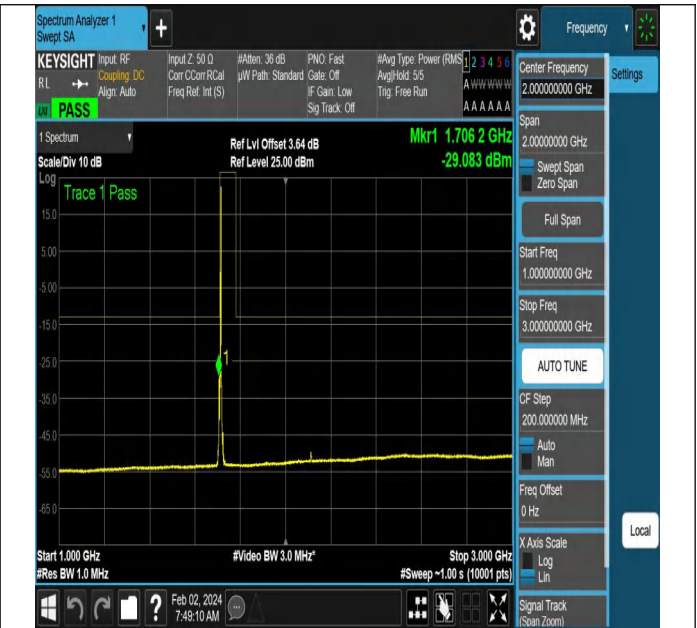 Spectrum Analyzer 1
Swept SA
Frequency
KEYSIGHT
Input: RF
Coupling: DC
Align: Auto
RL
LXI
PASS
Input Z: 50 Ω
Corr CCorr RCal
Freq Ref: Int (S)
#Atten: 36 dB
µW Path: Standard
PNO: Fast
Gate: Off
IF Gain: Low
Sig Track: Off
#Avg Type: Power (RMS
Avg|Hold: 5/5
Trig: Free Run
1 2 3 4 5 6
A W W W W W
A A A A A A
1 Spectrum
Scale/Div 10 dB
Ref Lvl Offset 3.64 dB
Ref Level 25.00 dBm
Mkr1 1.706 2 GHz
-29.083 dBm
Log
Trace 1 Pass
15.0
5.00
-5.00
-15.0
-25.0
-35.0
-45.0
-55.0
-65.0
1
Start 1.000 GHz
#Res BW 1.0 MHz
#Video BW 3.0 MHz*
Stop 3.000 GHz
#Sweep ~1.00 s (10001 pts)
Feb 02, 2024
7:49:10 AM
Center Frequency
2.000000000 GHz
Settings
Span
2.00000000 GHz
Swept Span
Zero Span
Full Span
Start Freq
1.000000000 GHz
Stop Freq
3.000000000 GHz
AUTO TUNE
CF Step
200.000000 MHz
Auto
Man
Freq Offset
0 Hz
Local
X Axis Scale
Log
Lin
Signal Track
(Span Zoom)